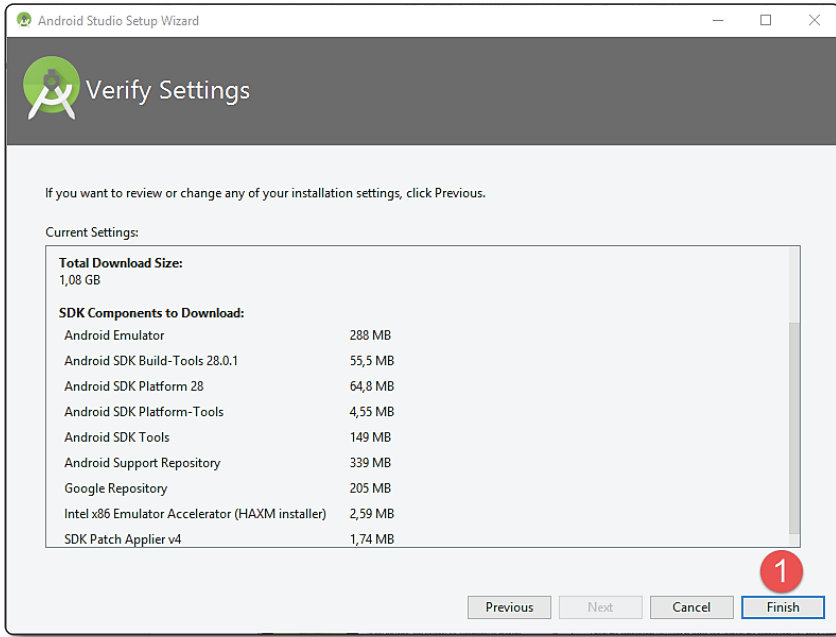 Android Studio Setup Wizard
Verify Settings
If you want to review or change any of your installation settings, click Previous.
Current Settings:
Total Download Size:
1,08 GB
SDK Components to Download:
Android Emulator 288 MB
Android SDK Build-Tools 28.0.1 55,5 MB
Android SDK Platform 28 64,8 MB
Android SDK Platform-Tools 4,55 MB
Android SDK Tools 149 MB
Android Support Repository 339 MB
Google Repository 205 MB
Intel x86 Emulator Accelerator (HAXM installer) 2,59 MB
SDK Patch Applier v4 1,74 MB
1
Previous Next Cancel Finish